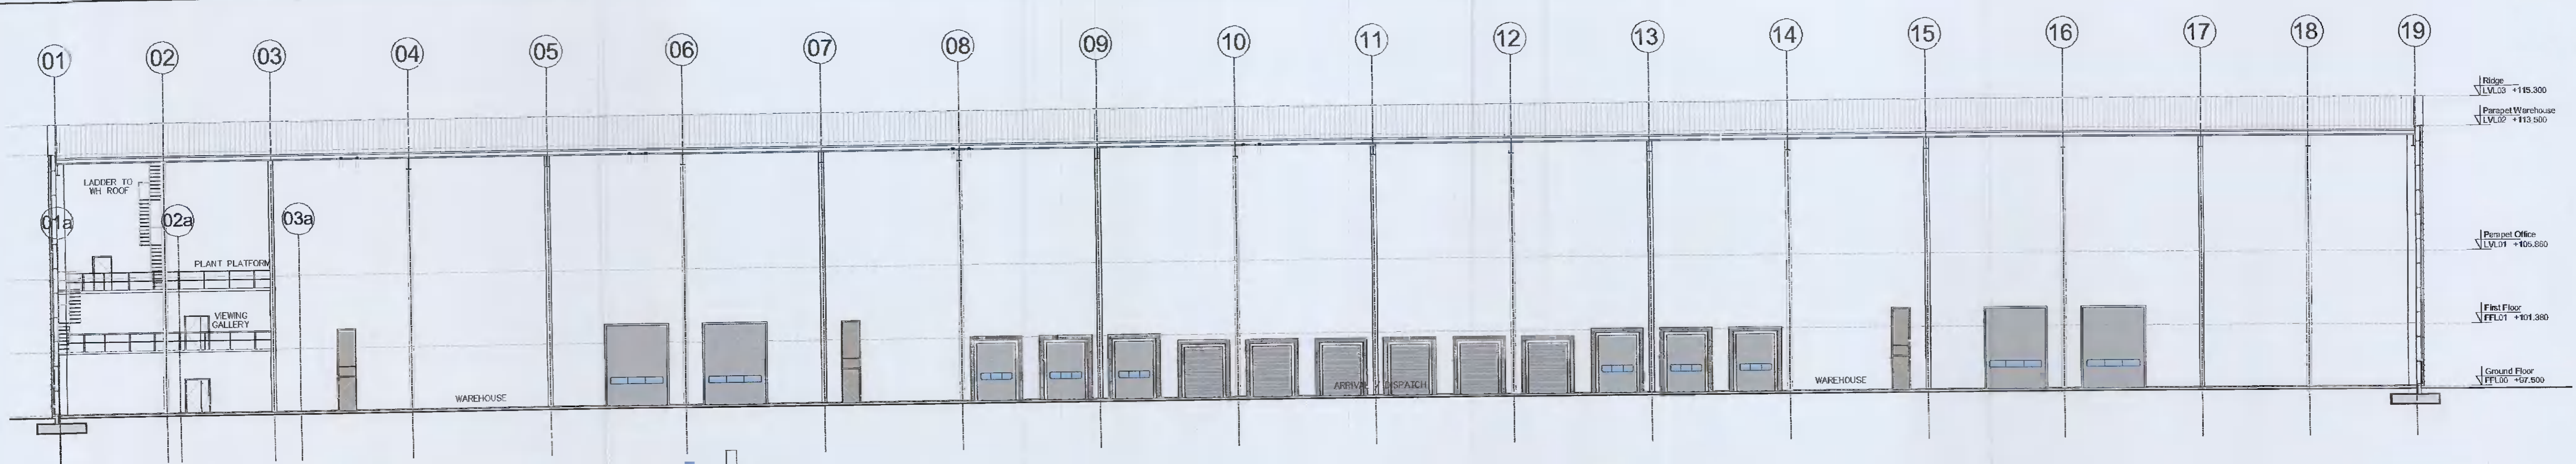 01
02
03
04
05
06
07
08
09
10
11
12
13
14
15
16
17
18
19
Ridge
LVL03 +115.300
Parapet Warehouse
LVL02 +113.500
LADDER TO
WH ROOF
01a
02a
03a
Parapet Office
LVL01 +105.860
PLANT PLATFORM
VIEWING
GALLERY
First Floor
FFL01 +101.380
WAREHOUSE
ARRIVAL / DISPATCH
WAREHOUSE
Ground Floor
FFL00 +97.500